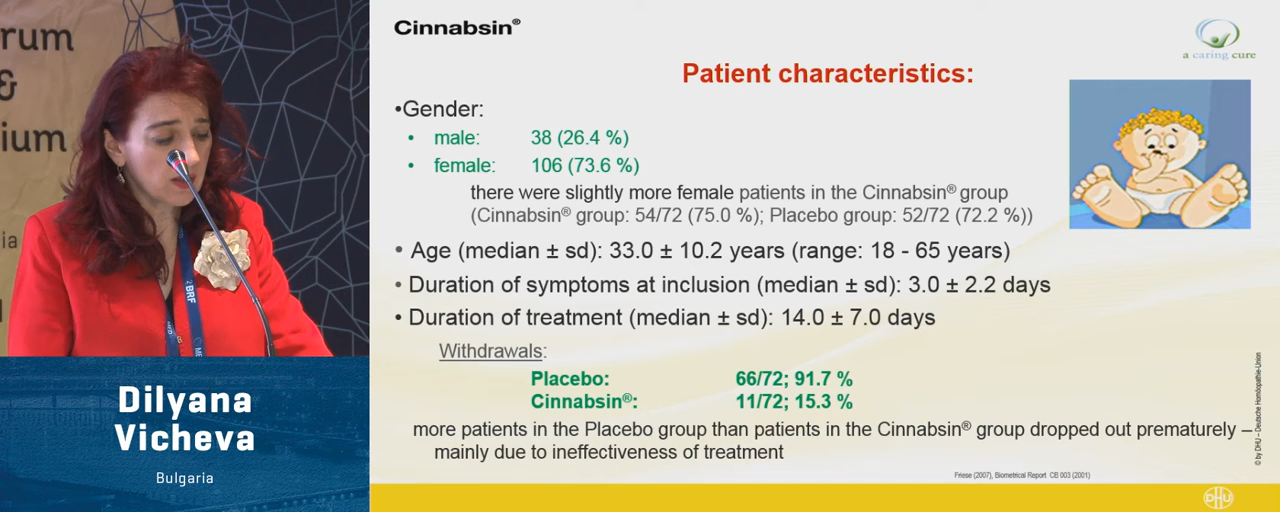 rum
&
ium
BRF
Dilyana
Vicheva
Bulgaria
Cinnabsin®
a caring cure
Patient characteristics:
•Gender:
• male: 38 (26.4 %)
• female: 106 (73.6 %)
there were slightly more female patients in the Cinnabsin® group
(Cinnabsin® group: 54/72 (75.0 %); Placebo group: 52/72 (72.2 %))
• Age (median ± sd): 33.0 ± 10.2 years (range: 18 - 65 years)
• Duration of symptoms at inclusion (median ± sd): 3.0 ± 2.2 days
• Duration of treatment (median ± sd): 14.0 ± 7.0 days
Withdrawals:
Placebo: 66/72; 91.7 %
Cinnabsin®: 11/72; 15.3 %
more patients in the Placebo group than patients in the Cinnabsin® group dropped out prematurely –
mainly due to ineffectiveness of treatment
Friese (2007), Biometrical Report CB 003 (2001)
© by DHU – Deutsche Homöopathie-Union
DHU